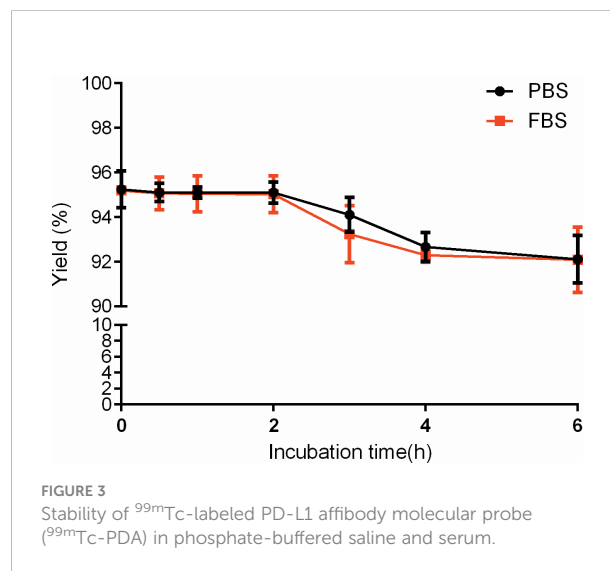 100
98
96
94
92
90
10
8
6
4
2
0
Yield (%)
PBS
FBS
0 2 4 6
Incubation time(h)
FIGURE 3
Stability of ⁹⁹ᵐTc-labeled PD-L1 affibody molecular probe
(⁹⁹ᵐTc-PDA) in phosphate-buffered saline and serum.